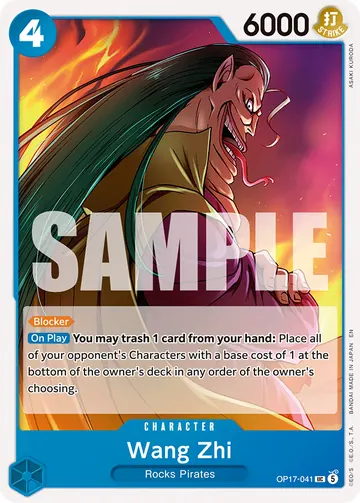 4
6000
打
STRIKE
ASAKI KURODA
SAMPLE
Blocker
On Play You may trash 1 card from your hand: Place all
of your opponent's Characters with a base cost of 1 at the
bottom of the owner's deck in any order of the owner's
choosing.
CHARACTER
Wang Zhi
Rocks Pirates
OP17-041 UC 5
©E.O/S. ©E.O./S., T.A. BANDAI MADE IN JAPAN EN